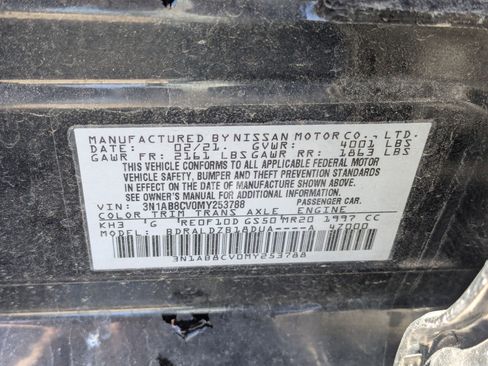 MANUFACTURED BY NISSAN MOTOR CO., LTD.
DATE: 02/21. GVWR: 4001 LBS
GAWR FR: 2161 LBS GAWR RR: 1863 LBS
THIS VEHICLE CONFORMS TO ALL APPLICABLE FEDERAL MOTOR
VEHICLE SAFETY, BUMPER AND THEFT PREVENTION STANDARDS
IN EFFECT ON THE DATE OF MANUFACTURE SHOWN ABOVE.
SEE OWNER'S MANUAL FOR ADDITIONAL INFORMATION.
VIN: 3N1AB8CV0MY253788 PASSENGER CAR.
COLOR TRIM TRANS AXLE ENGINE
KH3 'G 'RE0F10D GS50 MR20 1997 CC
MODEL: BDRALDZB18DUA----A 47000
3N1AB8CV0MY253788